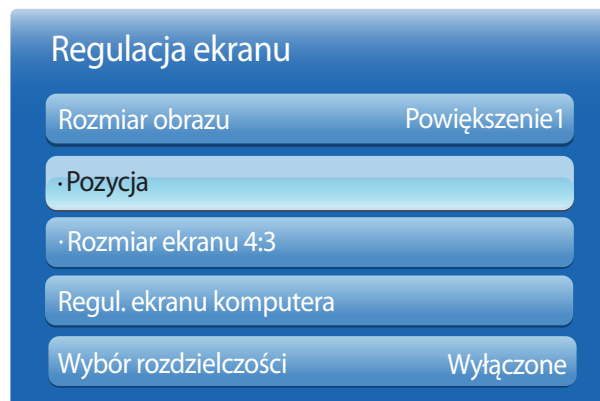 Regulacja ekranu
Rozmiar obrazu Powiększenie1
· Pozycja
· Rozmiar ekranu 4:3
Regul. ekranu komputera
Wybór rozdzielczości Wyłączone